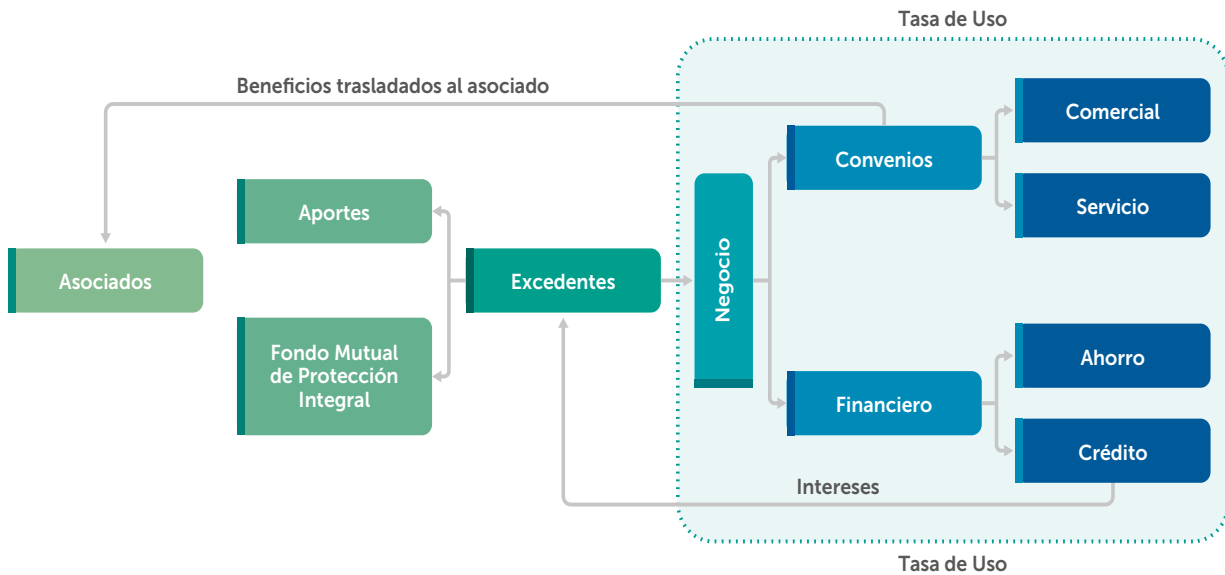 Tasa de Uso
Beneficios trasladados al asociado
Comercial
Convenios
Servicio
Aportes
Asociados
Excedentes
Negocio
Fondo Mutual
de Protección
Integral
Ahorro
Financiero
Crédito
Intereses
Tasa de Uso